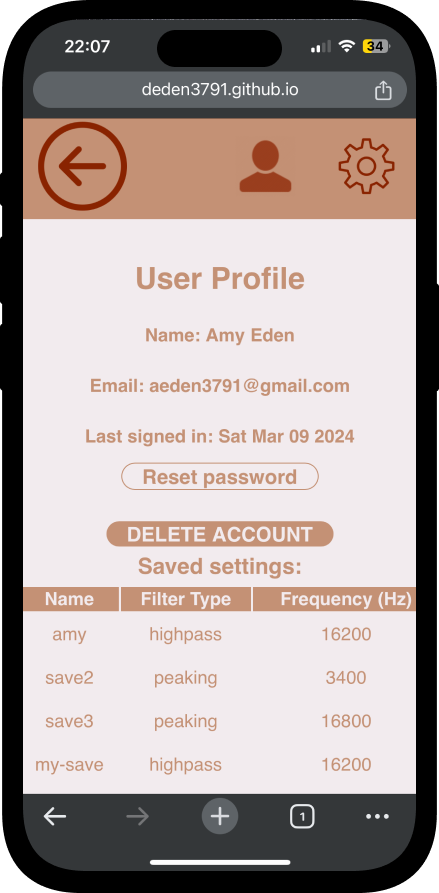 22:07
34
deden3791.github.io
User Profile
Name: Amy Eden
Email: aeden3791@gmail.com
Last signed in: Sat Mar 09 2024
Reset password
DELETE ACCOUNT
Saved settings:
Name Filter Type Frequency (Hz)
amy highpass 16200
save2 peaking 3400
save3 peaking 16800
my-save highpass 16200
1